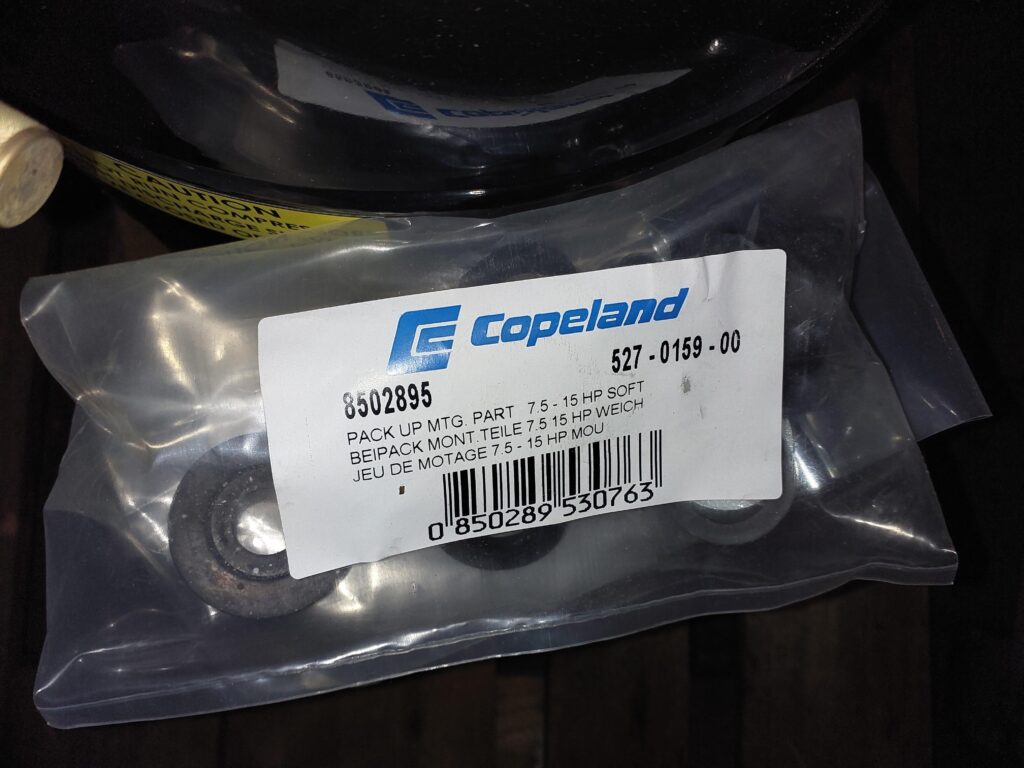 CAUTION
Copeland
527 - 0159 - 00
8502895
PACK UP MTG. PART 7.5 - 15 HP SOFT
BEIPACK MONT.TEILE 7.5 15 HP WEICH
JEU DE MOTAGE 7.5 - 15 HP MOU
0 850289 530763